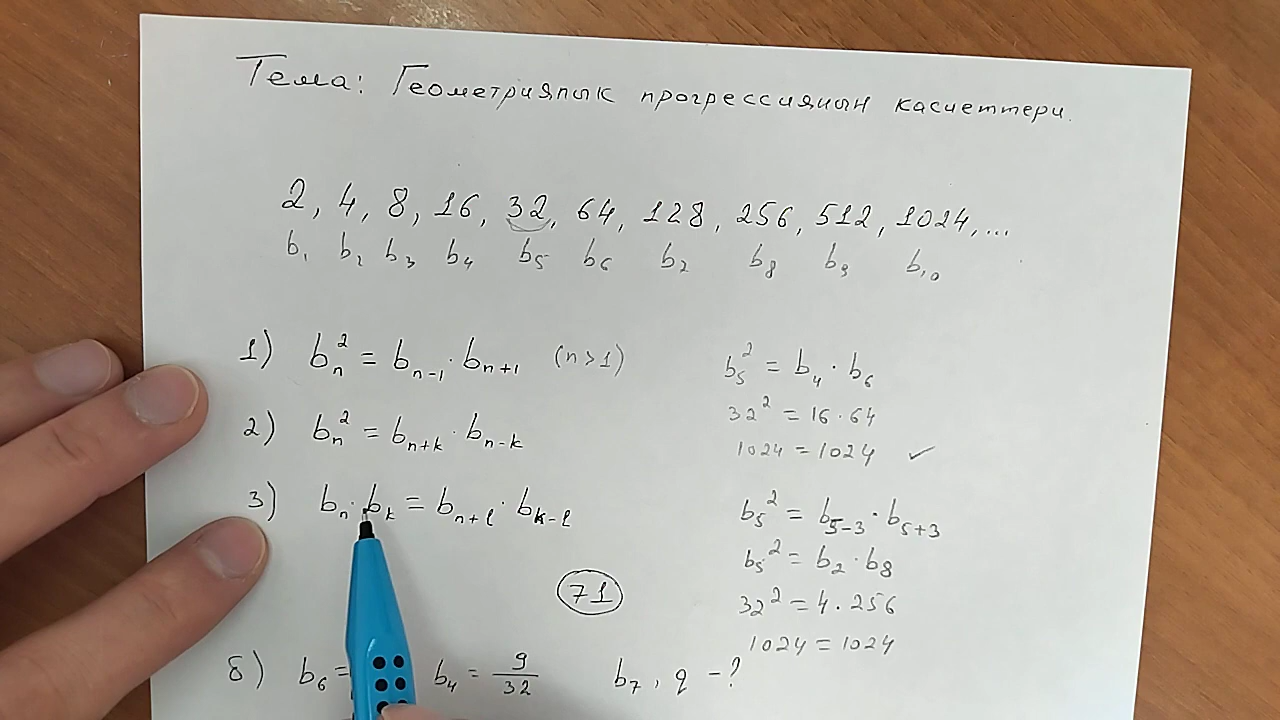 Тема: Геометриялык прогрессиянын касиеттери.
2, 4, 8, 16, 32, 64, 128, 256, 512, 1024, ...
b₁ b₂ b₃ b₄ b₅ b₆ b₇ b₈ b₉ b₁₀
1) bₙ² = bₙ₋₁ · bₙ₊₁ (n>1)
2) bₙ² = bₙ₊ₖ · bₙ₋ₖ
3) bₙ · bₖ = bₙ₊ₗ · bₖ₋ₗ
b₅² = b₄ · b₆
32² = 16 · 64
1024 = 1024 ✓
b₅² = b₅₋₃ · b₅₊₃
b₅² = b₂ · b₈
32² = 4 · 256
1024 = 1024
71
б) b₆ = b₄ = 9/32 b₇, q - ?